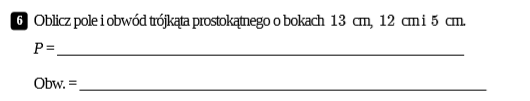 6 Oblicz pole i obwód trójkąta prostokątnego o bokach 13 cm, 12 cm i 5 cm.
P =
Obw. =